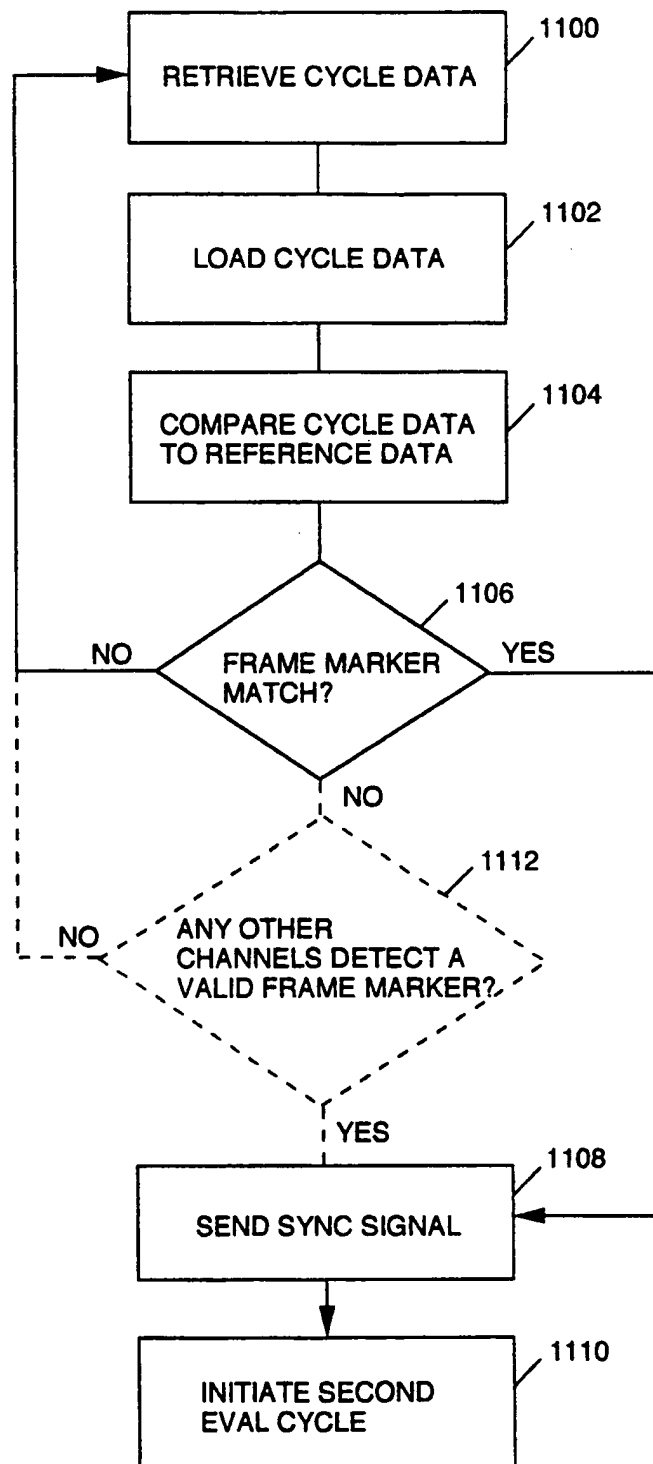 1100
RETRIEVE CYCLE DATA
1102
LOAD CYCLE DATA
1104
COMPARE CYCLE DATA
TO REFERENCE DATA
1106
NO
FRAME MARKER
MATCH?
YES
NO
1112
NO
ANY OTHER
CHANNELS DETECT A
VALID FRAME MARKER?
YES
1108
SEND SYNC SIGNAL
1110
INITIATE SECOND
EVAL CYCLE